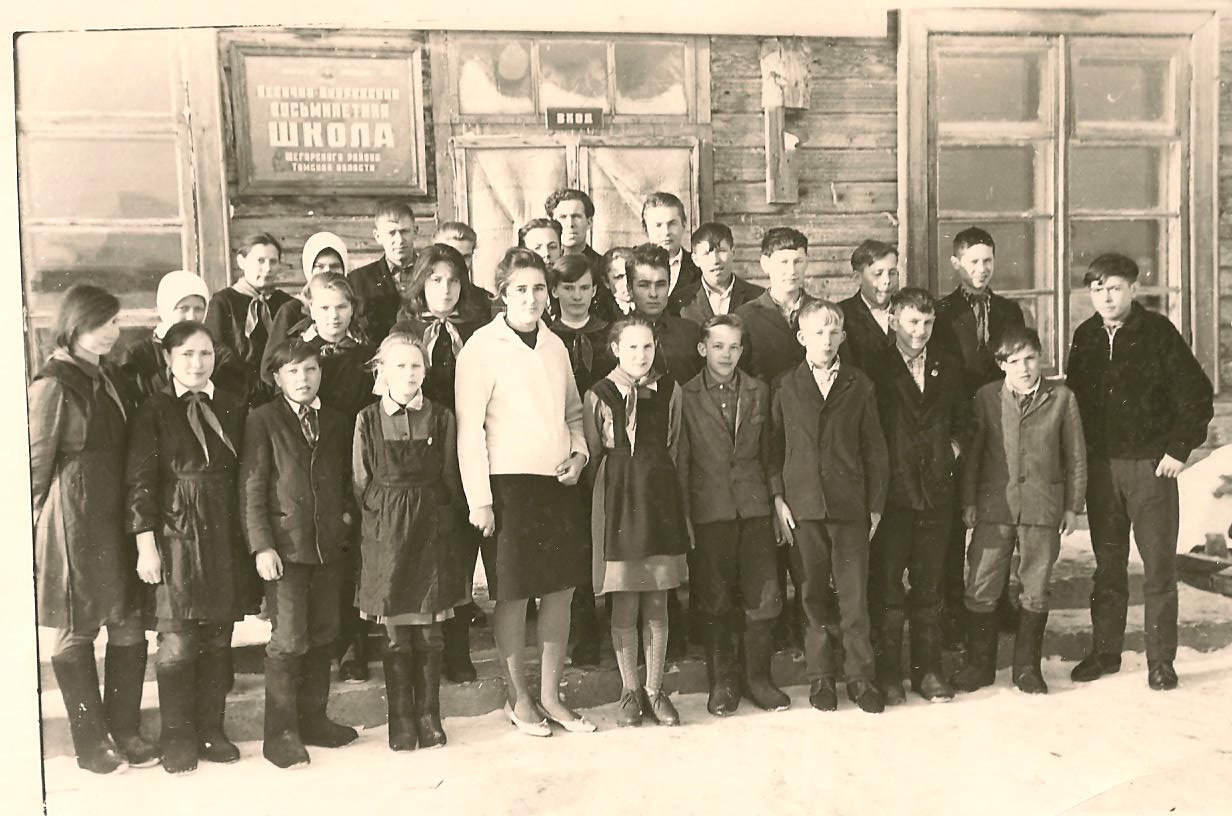 ВОСЬМИЛЕТНЯЯ
ШКОЛА
ШЕГАРСКОГО РАЙОНА
ТОМСКОЙ ОБЛАСТИ
ВХОД